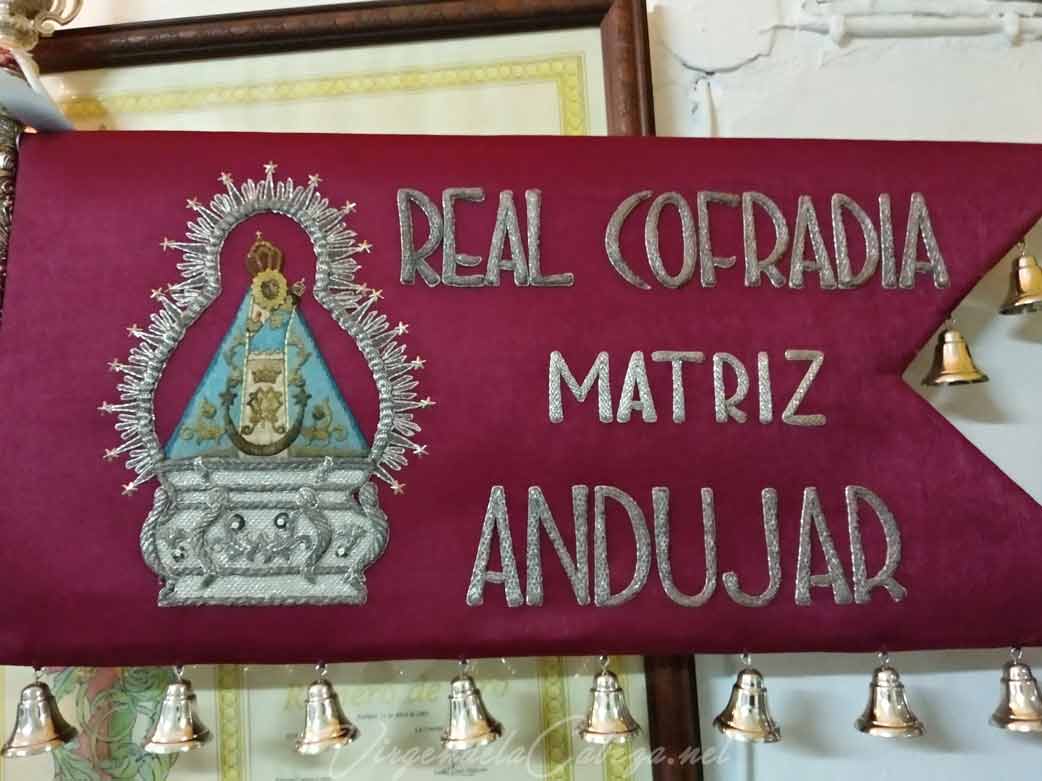 REAL COFRADIA
MATRIZ
ANDUJAR
VirgendelaCabeza.net